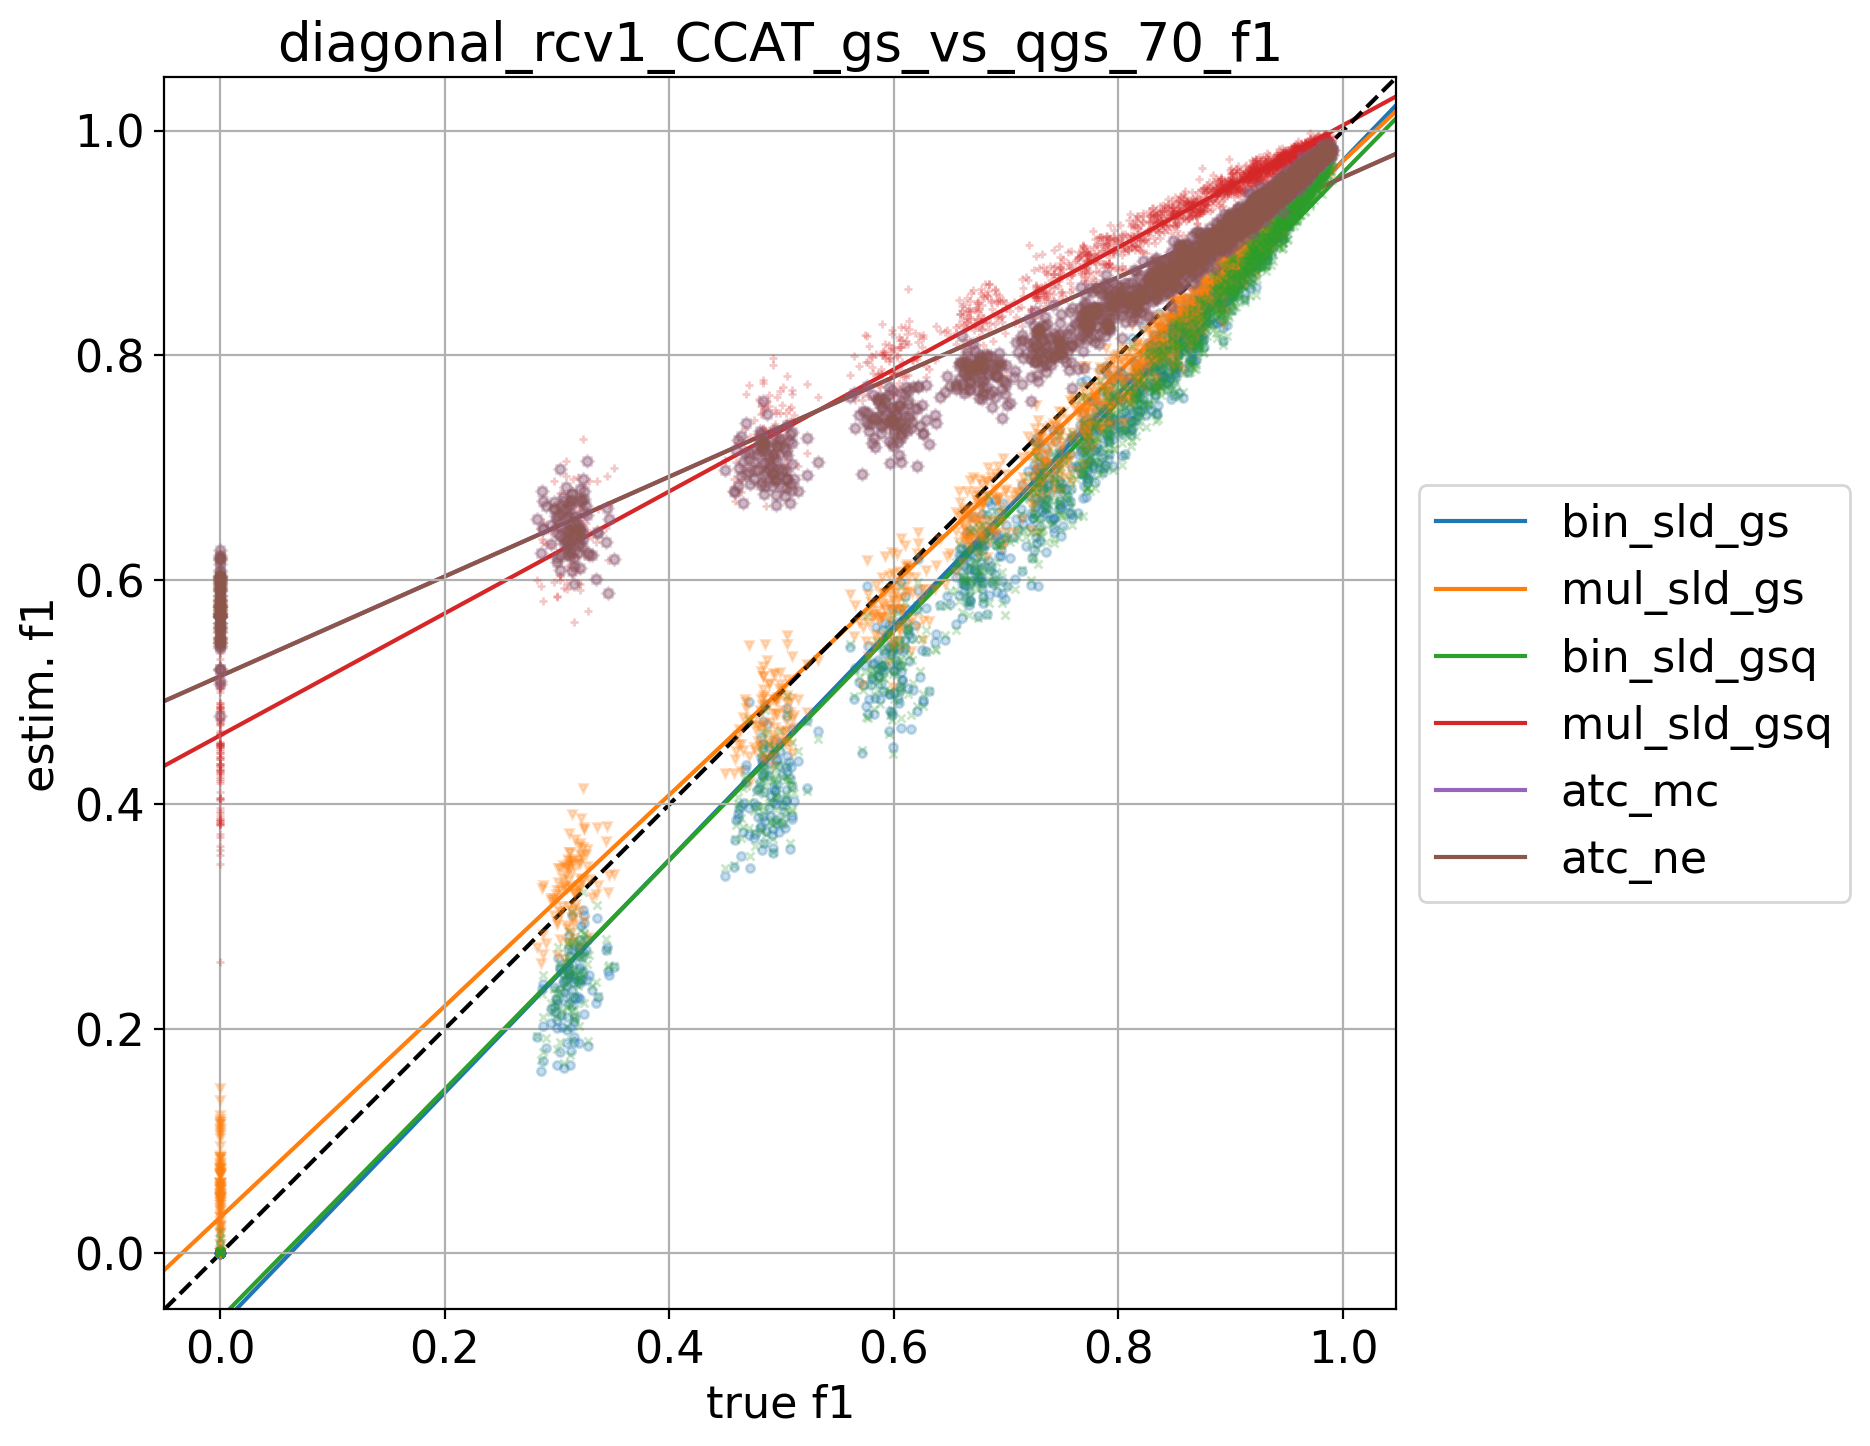 diagonal_rcv1_CCAT_gs_vs_qgs_70_f1
1.0
0.8
0.6
0.4
0.2
0.0
estim. f1
0.0 0.2 0.4 0.6 0.8 1.0
true f1
bin_sld_gs
mul_sld_gs
bin_sld_gsq
mul_sld_gsq
atc_mc
atc_ne